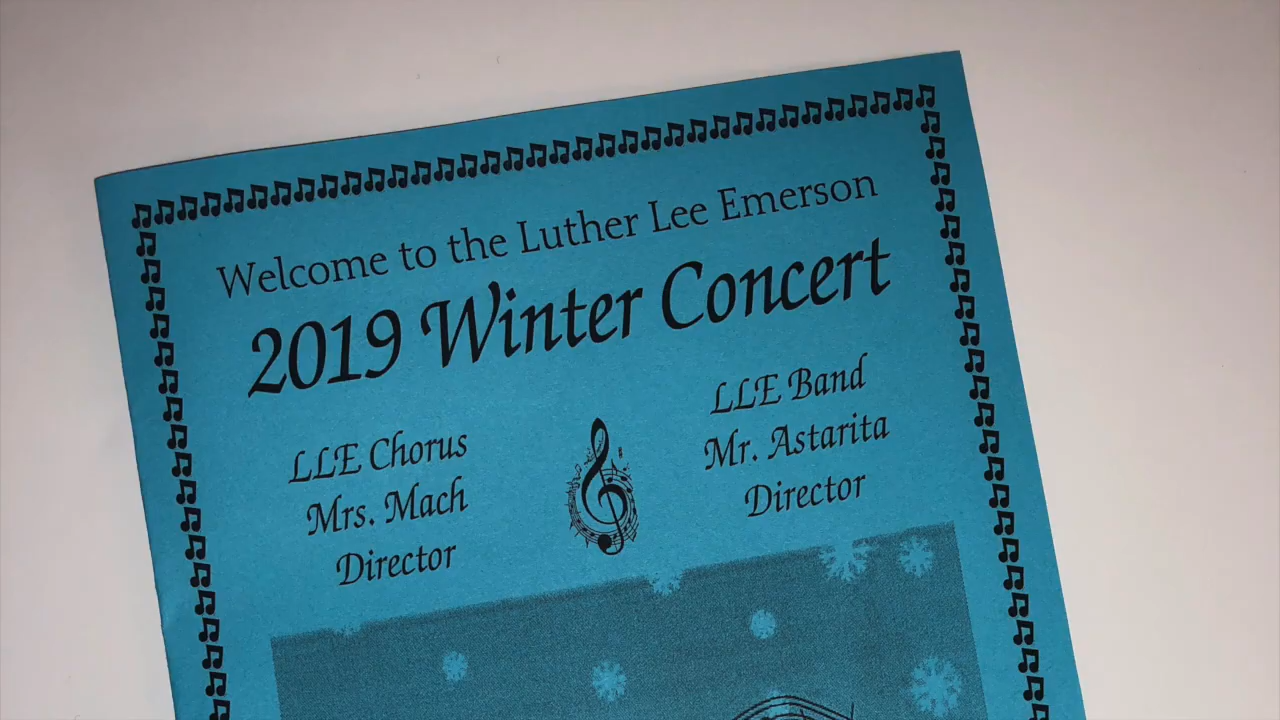 Welcome to the Luther Lee Emerson
2019 Winter Concert
LLE Chorus
Mrs. Mach
Director
LLE Band
Mr. Astarita
Director